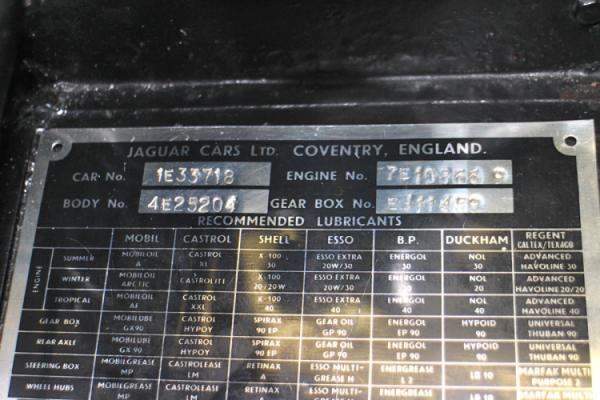 JAGUAR CARS LTD. COVENTRY, ENGLAND.
CAR No. 1E33718 ENGINE No.
BODY No. 4E25204 GEAR BOX No.
RECOMMENDED LUBRICANTS
MOBIL CASTROL SHELL ESSO B.P. DUCKHAM REGENT CALTEX/TEXACO
ENGINE
SUMMER MOBILOIL A CASTROL XL X-100 30 ESSO EXTRA 20W/30 ENERGOL 30 NOL 30 ADVANCED HAVOLINE 30
WINTER MOBILOIL ARCTIC CASTROLITE X-100 20/20W ESSO EXTRA 20W/30 ENERGOL NOL 20 ADVANCED HAVOLINE 20/20
TROPICAL MOBILOIL AF CASTROL XXL X-100 40 ESSO EXTRA 40 ENERGOL 40 NOL 40 ADVANCED HAVOLINE 40
GEAR BOX MOBILUBE GX90 CASTROL HYPOY SPIRAX 90 EP GEAR OIL GP 90 ENERGOL EP 90 HYPOID 90 UNIVERSAL THUBAN 90
REAR AXLE MOBILUBE GX 90 CASTROL HYPOY SPIRAX 90 EP GEAR OIL GP 90 ENERGOL EP 90 HYPOID 90 UNIVERSAL THUBAN 90
STEERING BOX MOBILGREASE MP CASTROLEASE LM RETINAX A ESSO MULTI-GREASE H ENERGREASE L 2 LB 10 MARFAK MULTI PURPOSE 2
WHEEL HUBS MOBILGREASE MP CASTROLEASE LM RETINAX A ESSO MULTI- ENERGREASE LB 10 MARFAK MULTI